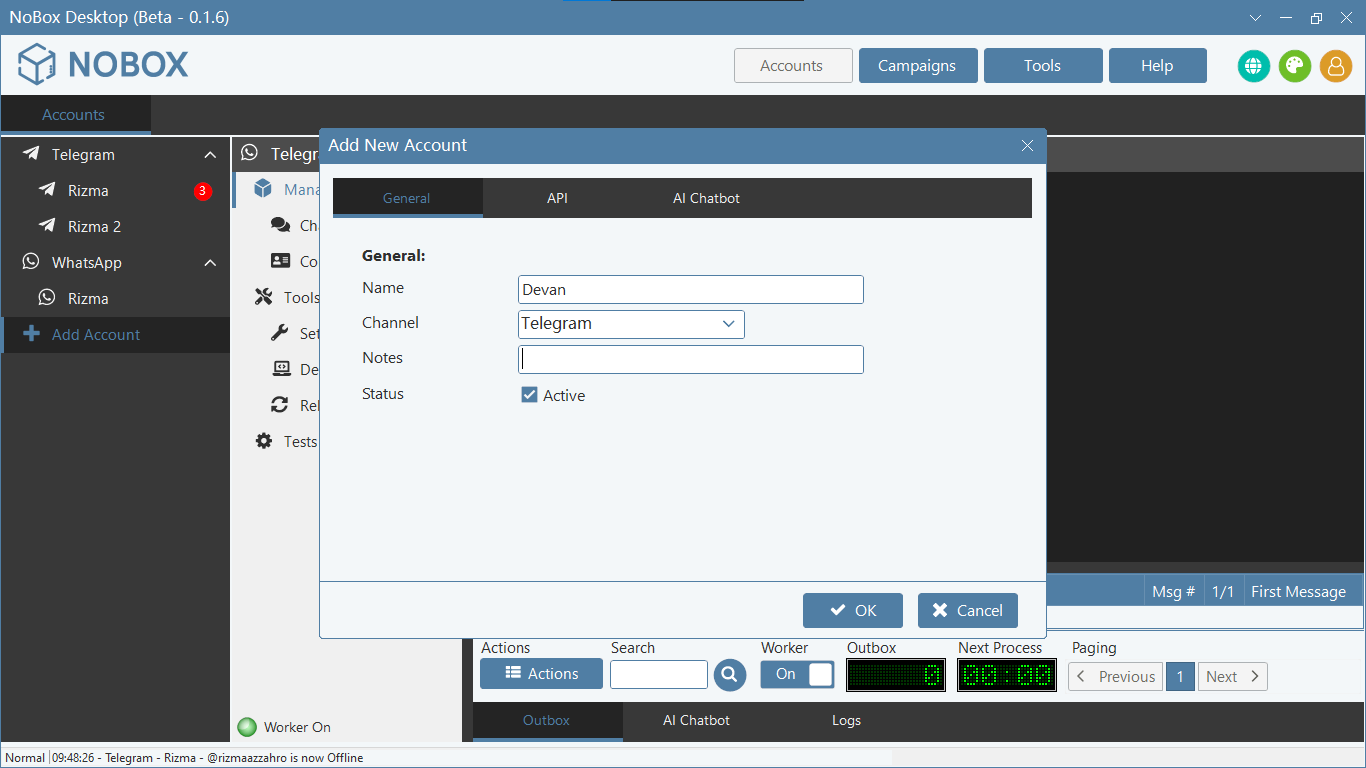 NoBox Desktop (Beta - 0.1.6)
NOBOX
Accounts Campaigns Tools Help
Accounts
Telegram
Rizma 3
Rizma 2
WhatsApp
Rizma
Add Account
Telegr
Mana
Ch
Co
Tools
Set
De
Rel
Tests
Worker On
Add New Account
General API AI Chatbot
General:
Name Devan
Channel Telegram
Notes
Status Active
OK Cancel
Msg # 1/1 First Message
Actions Search Worker Outbox Next Process Paging
Actions On 0 00:00 Previous 1 Next
Outbox AI Chatbot Logs
Normal 09:48:26 - Telegram - Rizma - @rizmaazzahro is now Offline